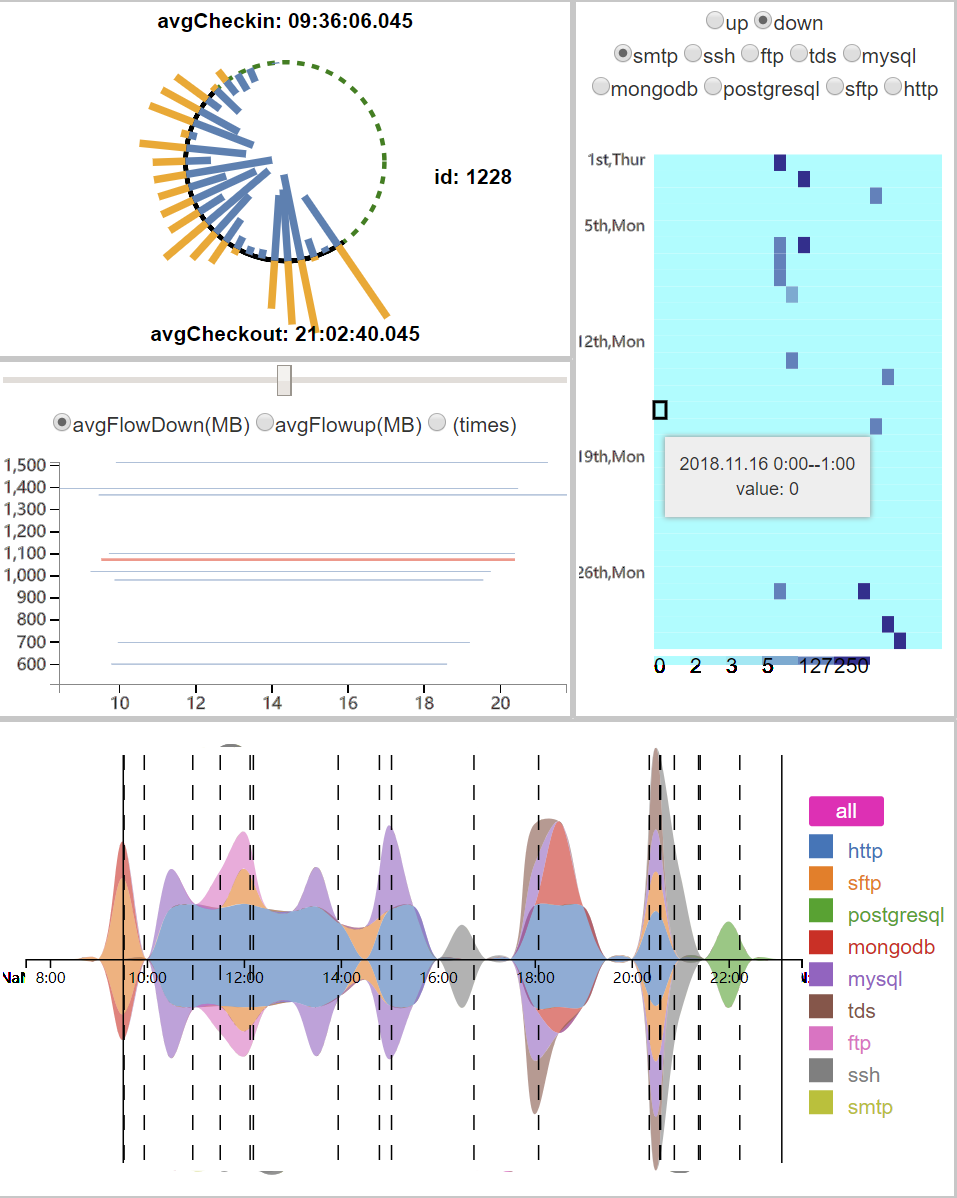 avgCheckin: 09:36:06.045
id: 1228
avgCheckout: 21:02:40.045
up down
smtp ssh ftp tds mysql
mongodb postgresql sftp http
1st,Thur
5th,Mon
12th,Mon
19th,Mon
26th,Mon
2018.11.16 0:00--1:00
value: 0
0 2 3 5 127 250
avgFlowDown(MB) avgFlowup(MB) (times)
1,500
1,400
1,300
1,200
1,100
1,000
900
800
700
600
10 12 14 16 18 20
8:00 10:00 12:00 14:00 16:00 18:00 20:00 22:00
all
http
sftp
postgresql
mongodb
mysql
tds
ftp
ssh
smtp